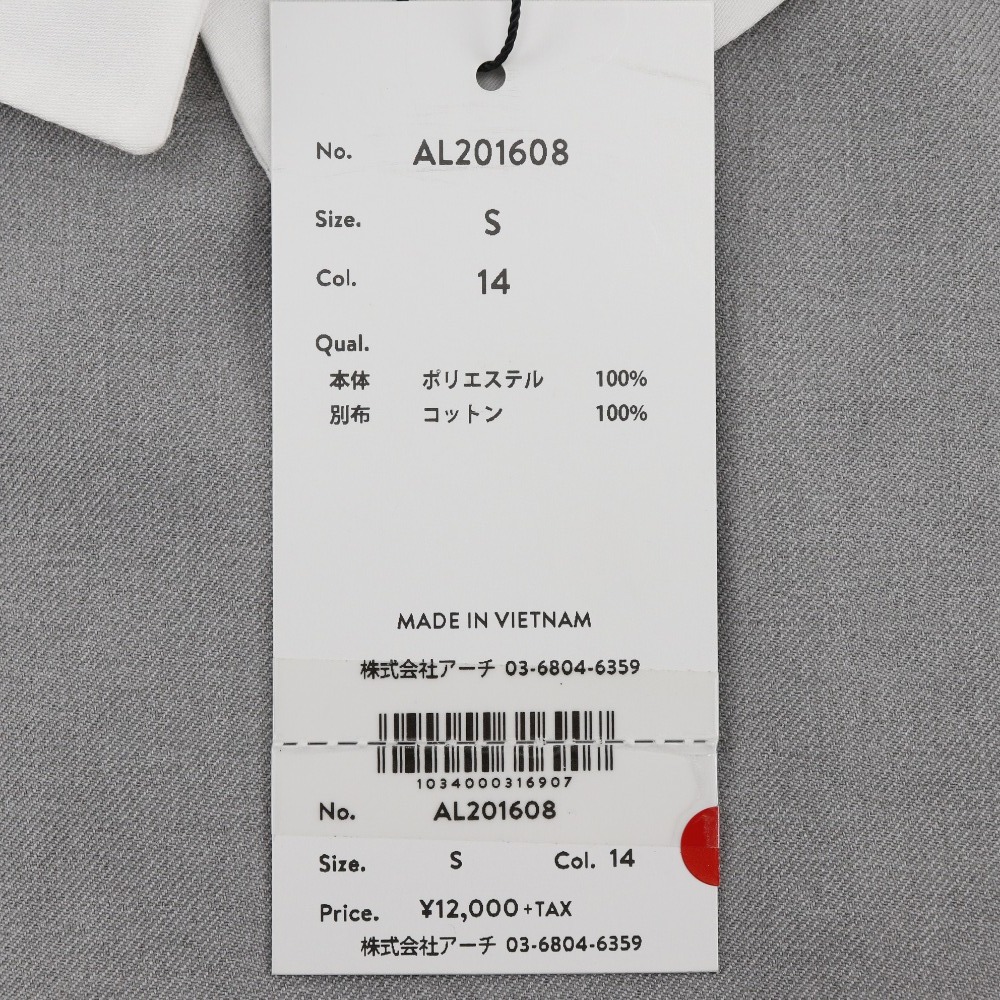 No. AL201608
Size. S
Col. 14
Qual.
本体 ポリエステル 100%
別布 コットン 100%
MADE IN VIETNAM
株式会社アーチ 03-6804-6359
1034000316907
No. AL201608
Size. S Col. 14
Price. ¥12,000+TAX
株式会社アーチ 03-6804-6359